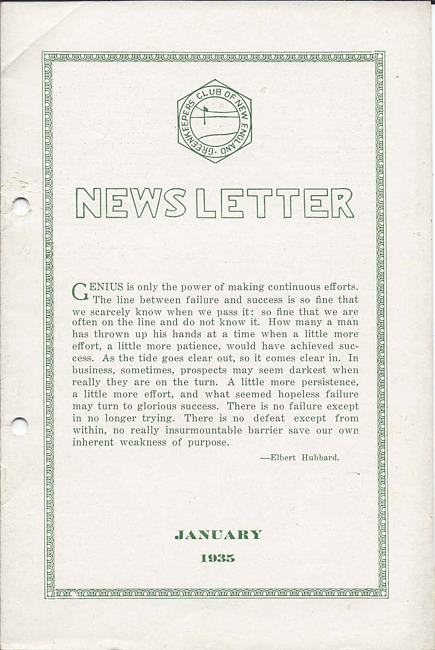 GREENKEEPERS CLUB OF NEW ENGLAND
NEWS LETTER
GENIUS is only the power of making continuous efforts.
The line between failure and success is so fine that
we scarcely know when we pass it: so fine that we are
often on the line and do not know it. How many a man
has thrown up his hands at a time when a little more
effort, a little more patience, would have achieved suc-
cess. As the tide goes clear out, so it comes clear in. In
business, sometimes, prospects may seem darkest when
really they are on the turn. A little more persistence,
a little more effort, and what seemed hopeless failure
may turn to glorious success. There is no failure except
in no longer trying. There is no defeat except from
within, no really insurmountable barrier save our own
inherent weakness of purpose.
—Elbert Hubbard.
JANUARY
1935